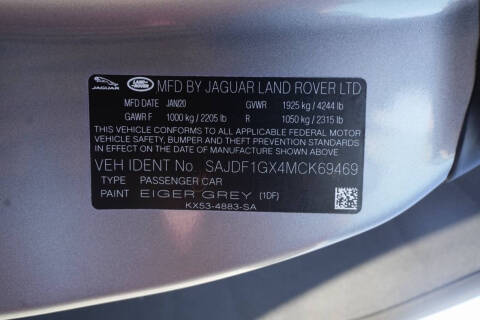 JAGUAR LAND ROVER MFD BY JAGUAR LAND ROVER LTD
MFD DATE JAN20 GVWR 1925 kg / 4244 lb
GAWR F 1000 kg / 2205 lb R 1050 kg / 2315 lb
THIS VEHICLE CONFORMS TO ALL APPLICABLE FEDERAL MOTOR
VEHICLE SAFETY, BUMPER AND THEFT PREVENTION STANDARDS
IN EFFECT ON THE DATE OF MANUFACTURE SHOWN ABOVE
VEH IDENT No SAJDF1GX4MCK69469
TYPE PASSENGER CAR
PAINT EIGER GREY (1DF)
KX53-4883-SA